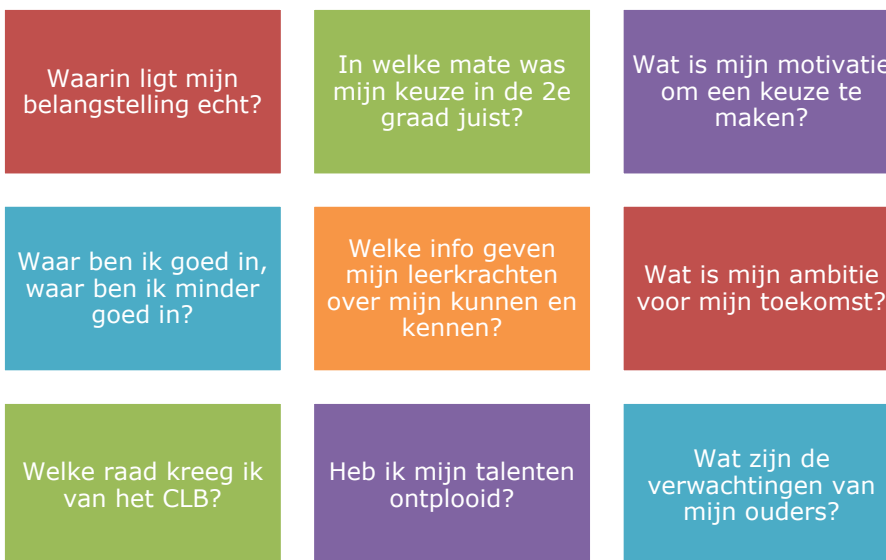 Waarin ligt mijn
belangstelling echt?
In welke mate was
mijn keuze in de 2e
graad juist?
Wat is mijn motivatie
om een keuze te
maken?
Waar ben ik goed in,
waar ben ik minder
goed in?
Welke info geven
mijn leerkrachten
over mijn kunnen en
kennen?
Wat is mijn ambitie
voor mijn toekomst?
Welke raad kreeg ik
van het CLB?
Heb ik mijn talenten
ontplooid?
Wat zijn de
verwachtingen van
mijn ouders?